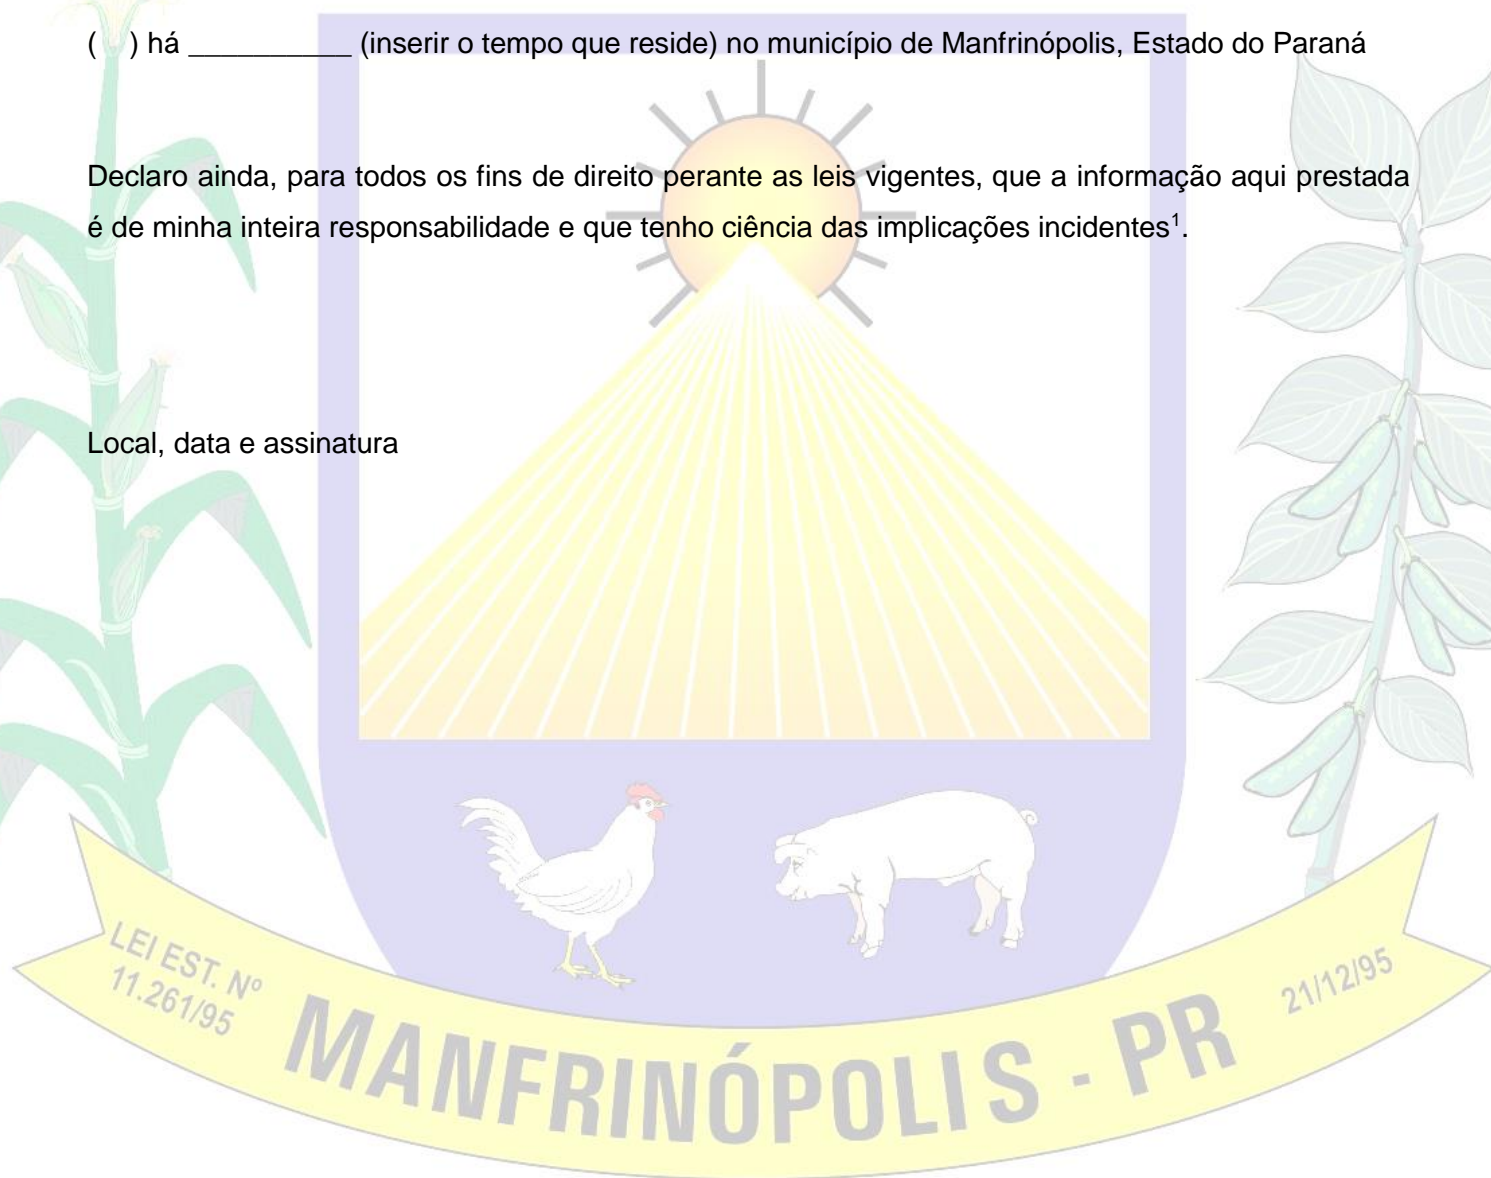 (    ) há __________ (inserir o tempo que reside) no município de Manfrinópolis, Estado do Paraná
Declaro ainda, para todos os fins de direito perante as leis vigentes, que a informação aqui prestada
é de minha inteira responsabilidade e que tenho ciência das implicações incidentes¹.
Local, data e assinatura
LEI EST. Nº
11.261/95
MANFRINÓPOLIS - PR
21/12/95